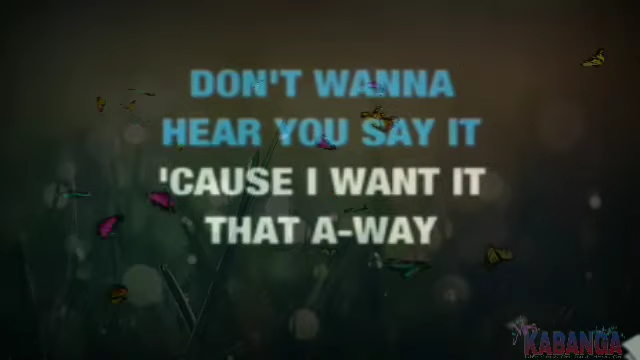 DON'T WANNA
HEAR YOU SAY IT
'CAUSE I WANT IT
THAT A-WAY
KABANGA